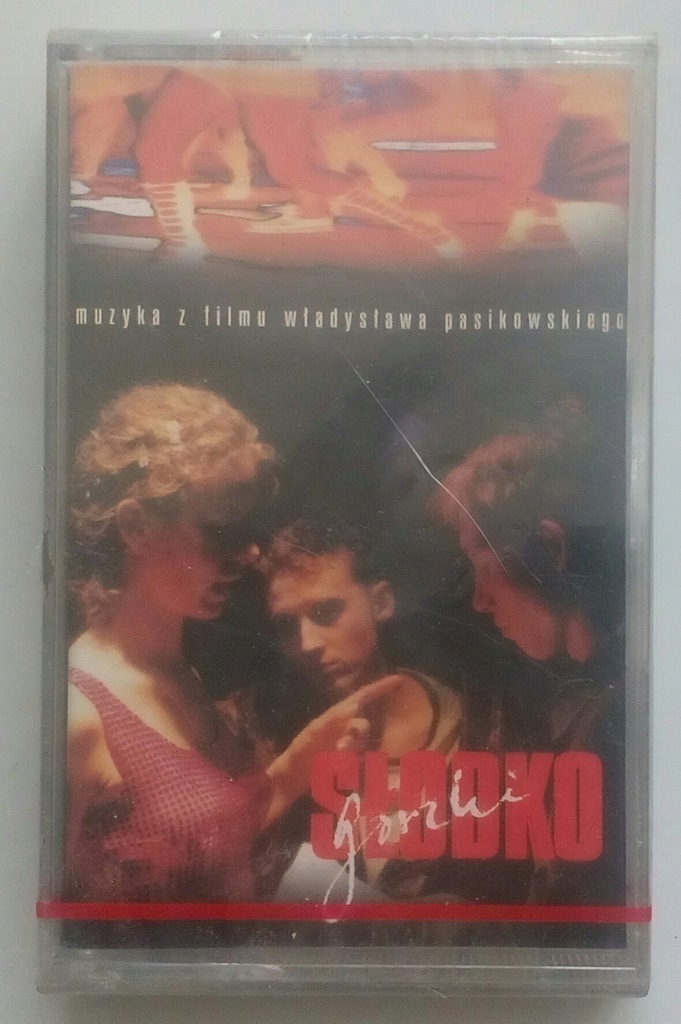 muzyka z filmu władysława pasikowskiego
SŁODKO
gorzki